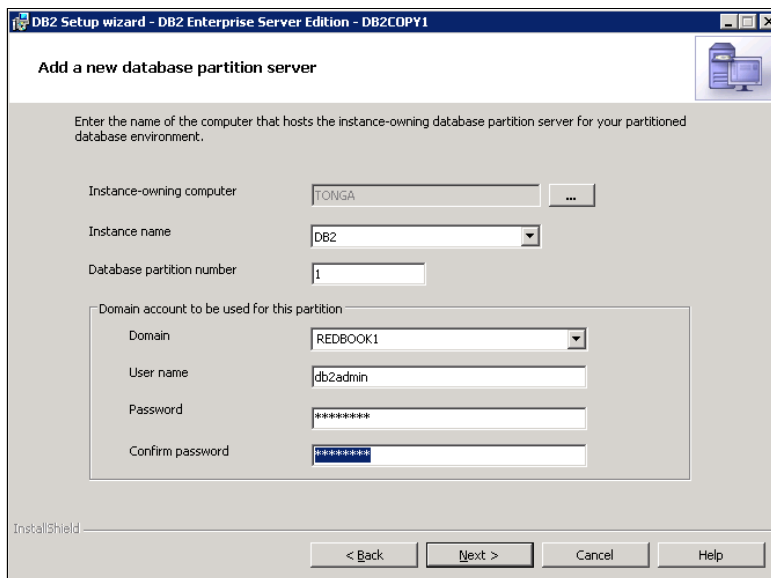 DB2 Setup wizard - DB2 Enterprise Server Edition - DB2COPY1
Add a new database partition server
Enter the name of the computer that hosts the instance-owning database partition server for your partitioned
database environment.
Instance-owning computer
TONGA
...
Instance name
DB2
Database partition number
1
Domain account to be used for this partition
Domain
REDBOOK1
User name
db2admin
Password
********
Confirm password
********
InstallShield
< Back
Next >
Cancel
Help